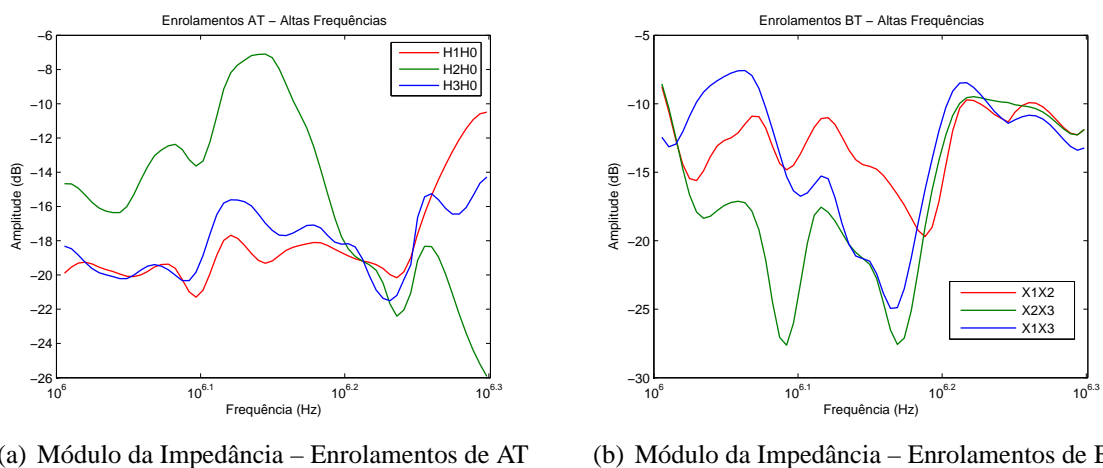 Enrolamentos AT – Altas Frequências
−6
−8
−10
−12
−14
−16
−18
−20
−22
−24
−26
Amplitude (dB)
H1H0
H2H0
H3H0
10^6
10^6.1
10^6.2
10^6.3
Frequência (Hz)
(a) Módulo da Impedância – Enrolamentos de AT
Enrolamentos BT – Altas Frequências
−5
−10
−15
−20
−25
−30
Amplitude (dB)
X1X2
X2X3
X1X3
10^6
10^6.1
10^6.2
10^6.3
Frequência (Hz)
(b) Módulo da Impedância – Enrolamentos de